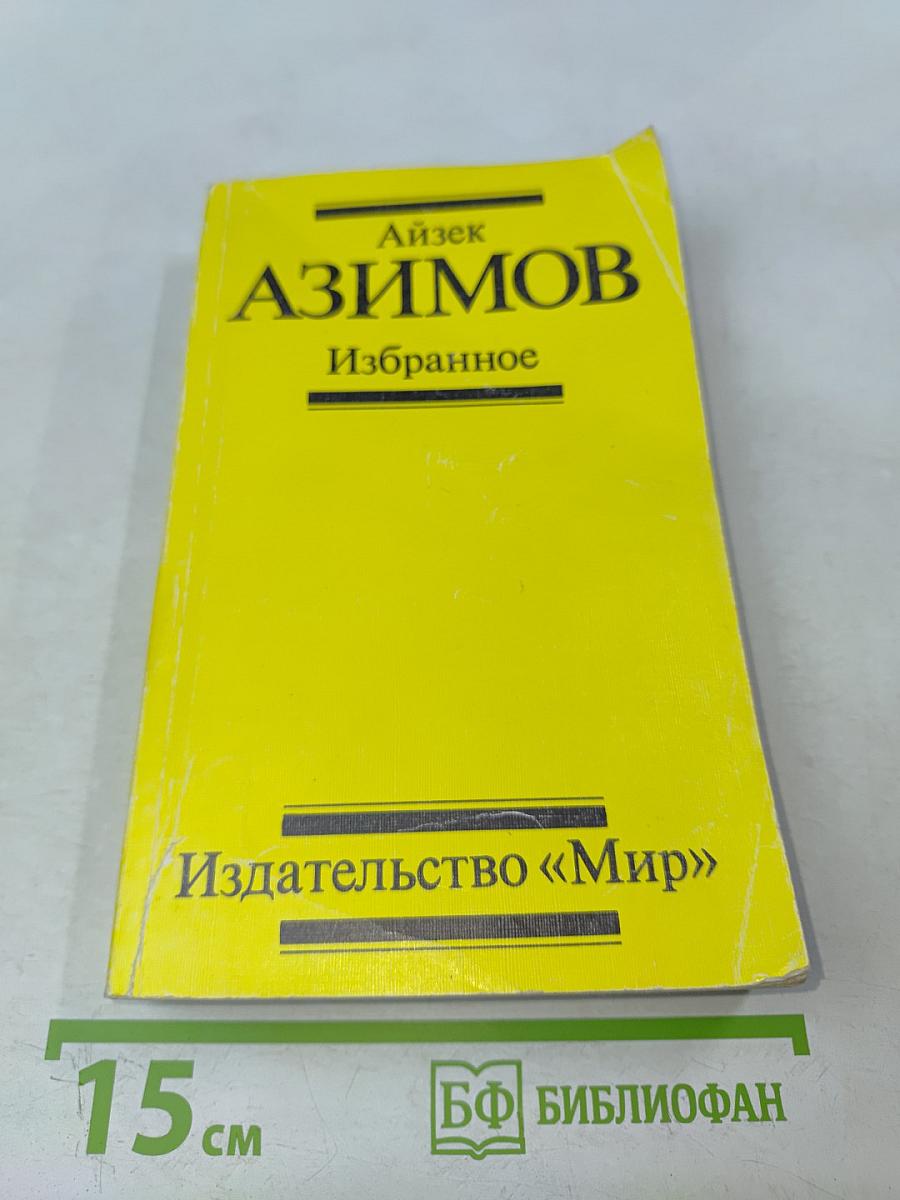 Айзек
АЗИМОВ
Избранное
Издательство «Мир»
15 см
БФ БИБЛИОФАН